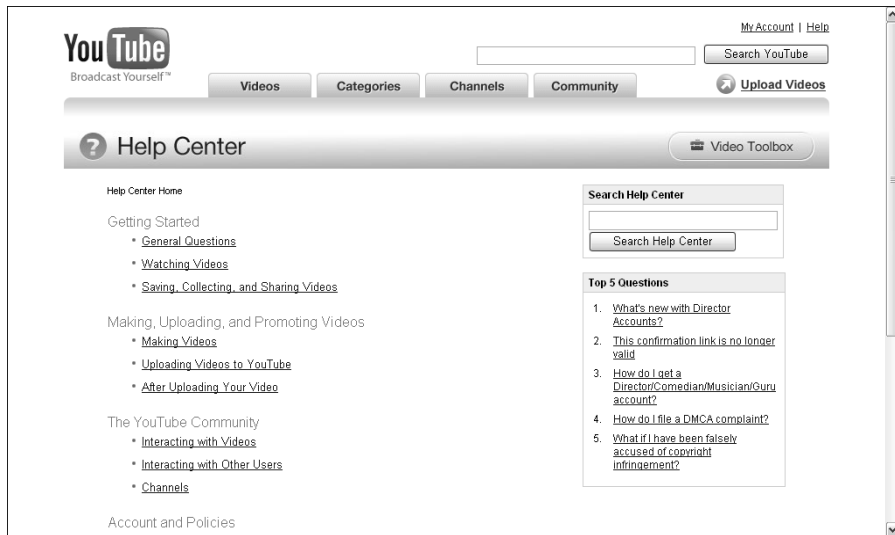 My Account | Help
YouTube
Broadcast Yourself™
Search YouTube
Videos
Categories
Channels
Community
Upload Videos
Help Center
Video Toolbox
Help Center Home
Getting Started
• General Questions
• Watching Videos
• Saving, Collecting, and Sharing Videos
Making, Uploading, and Promoting Videos
• Making Videos
• Uploading Videos to YouTube
• After Uploading Your Video
The YouTube Community
• Interacting with Videos
• Interacting with Other Users
• Channels
Account and Policies
Search Help Center
Search Help Center
Top 5 Questions
1. What's new with Director
Accounts?
2. This confirmation link is no longer
valid
3. How do I get a
Director/Comedian/Musician/Guru
account?
4. How do I file a DMCA complaint?
5. What if I have been falsely
accused of copyright
infringement?